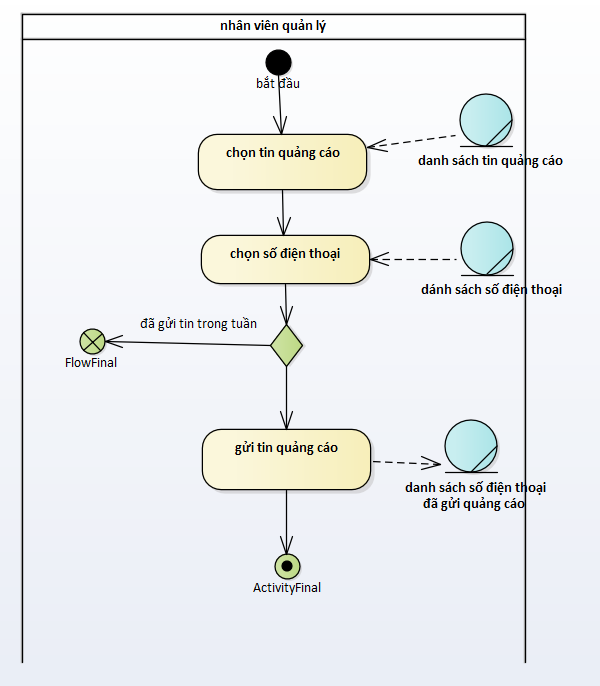 nhân viên quản lý
bắt đầu
chọn tin quảng cáo
danh sách tin quảng cáo
chọn số điện thoại
dánh sách số điện thoại
đã gửi tin trong tuần
FlowFinal
gửi tin quảng cáo
danh sách số điện thoại
đã gửi quảng cáo
ActivityFinal